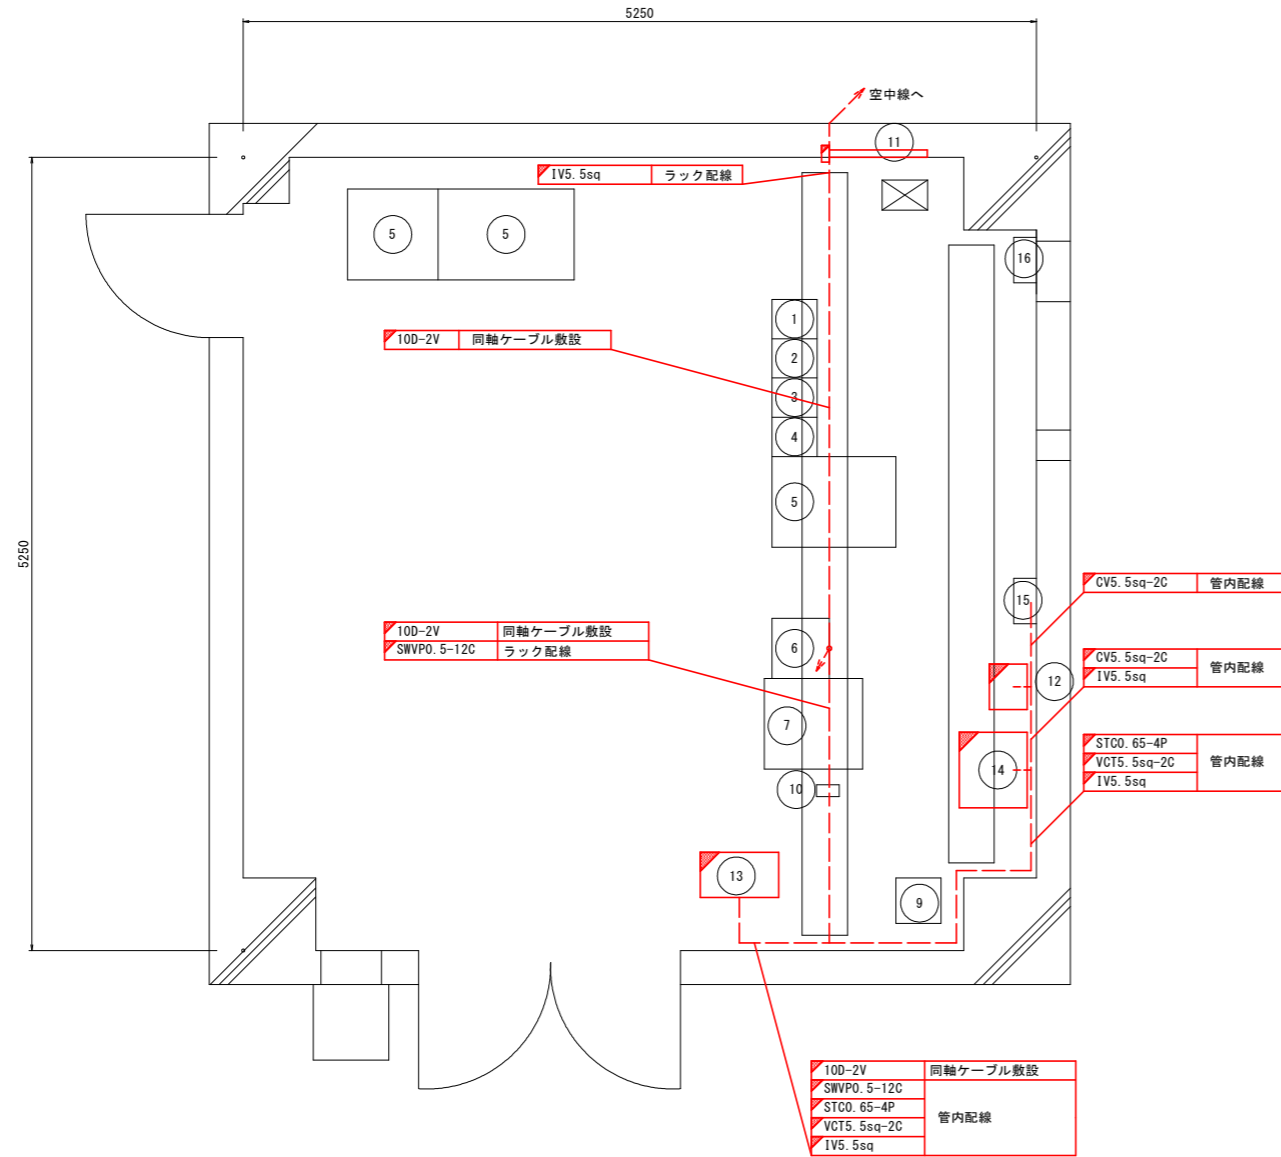 5250
空中線へ
11
IV5.5sq ラック配線
5 5
16
1
10D-2V 同軸ケーブル敷設
2
3
4
5
5250
CV5.5sq-2C 管内配線
15
10D-2V 同軸ケーブル敷設
SWVP0.5-12C ラック配線
6
CV5.5sq-2C 管内配線
IV5.5sq
12
7
STC0.65-4P 管内配線
VCT5.5sq-2C
IV5.5sq
14
10
13
9
10D-2V 同軸ケーブル敷設
SWVP0.5-12C 管内配線
STC0.65-4P
VCT5.5sq-2C
IV5.5sq